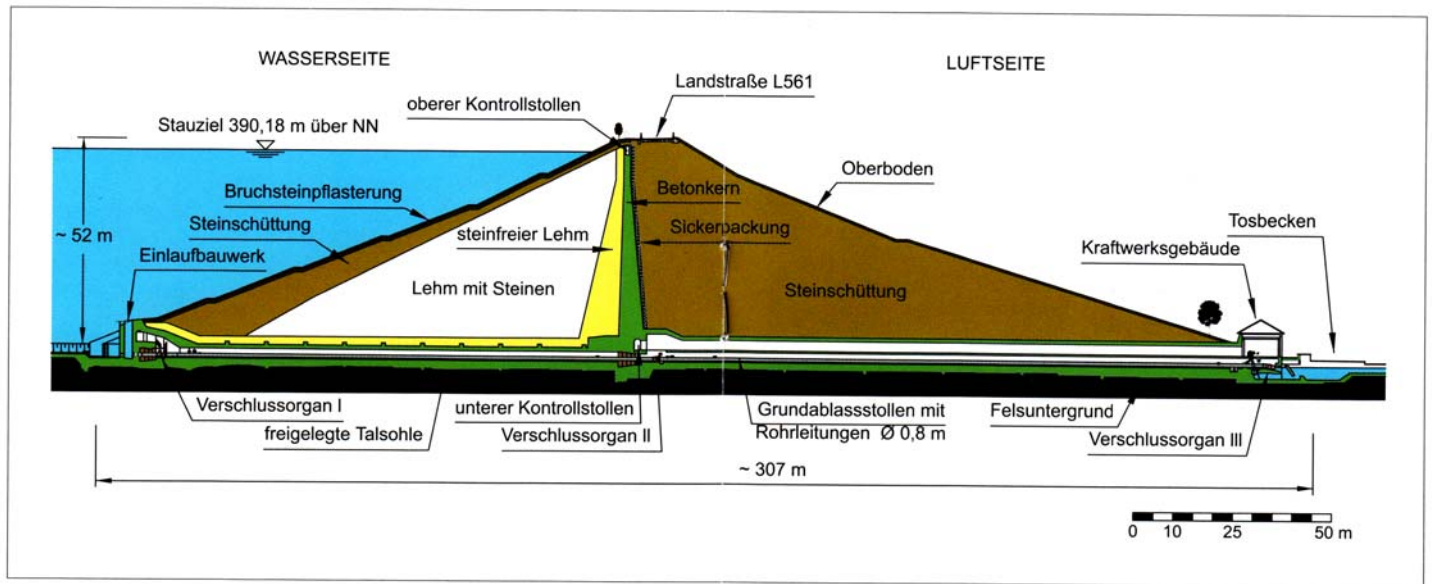 WASSERSEITE
LUFTSEITE
Landstraße L561
oberer Kontrollstollen
Stauziel 390,18 m über NN
Oberboden
Bruchsteinpflasterung
Betonkern
Tosbecken
Steinschüttung
steinfreier Lehm
Sickerpackung
~ 52 m
Einlaufbauwerk
Kraftwerksgebäude
Lehm mit Steinen
Steinschüttung
Verschlussorgan I
unterer Kontrollstollen
Grundablassstollen mit
Rohrleitungen Ø 0,8 m
Felsuntergrund
freigelegte Talsohle
Verschlussorgan II
Verschlussorgan III
~ 307 m
0 10 25 50 m